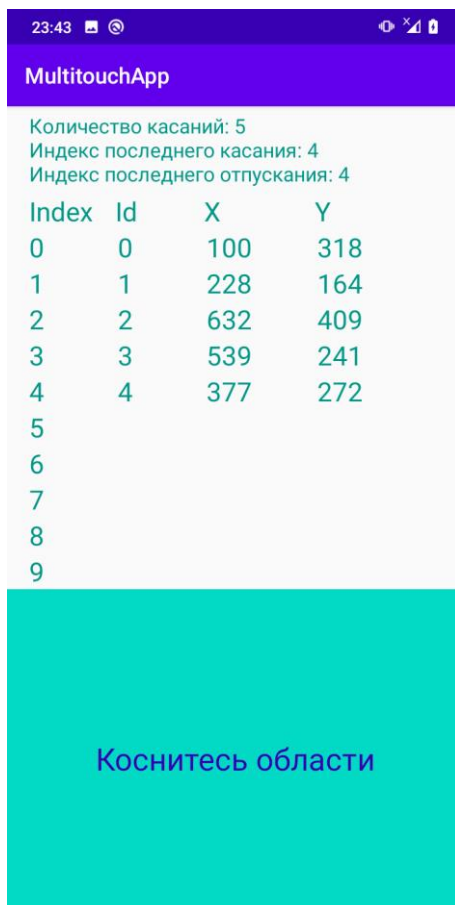 23:43
MultitouchApp
Количество касаний: 5
Индекс последнего касания: 4
Индекс последнего отпускания: 4
Index Id X Y
0 0 100 318
1 1 228 164
2 2 632 409
3 3 539 241
4 4 377 272
5
6
7
8
9
Коснитесь области